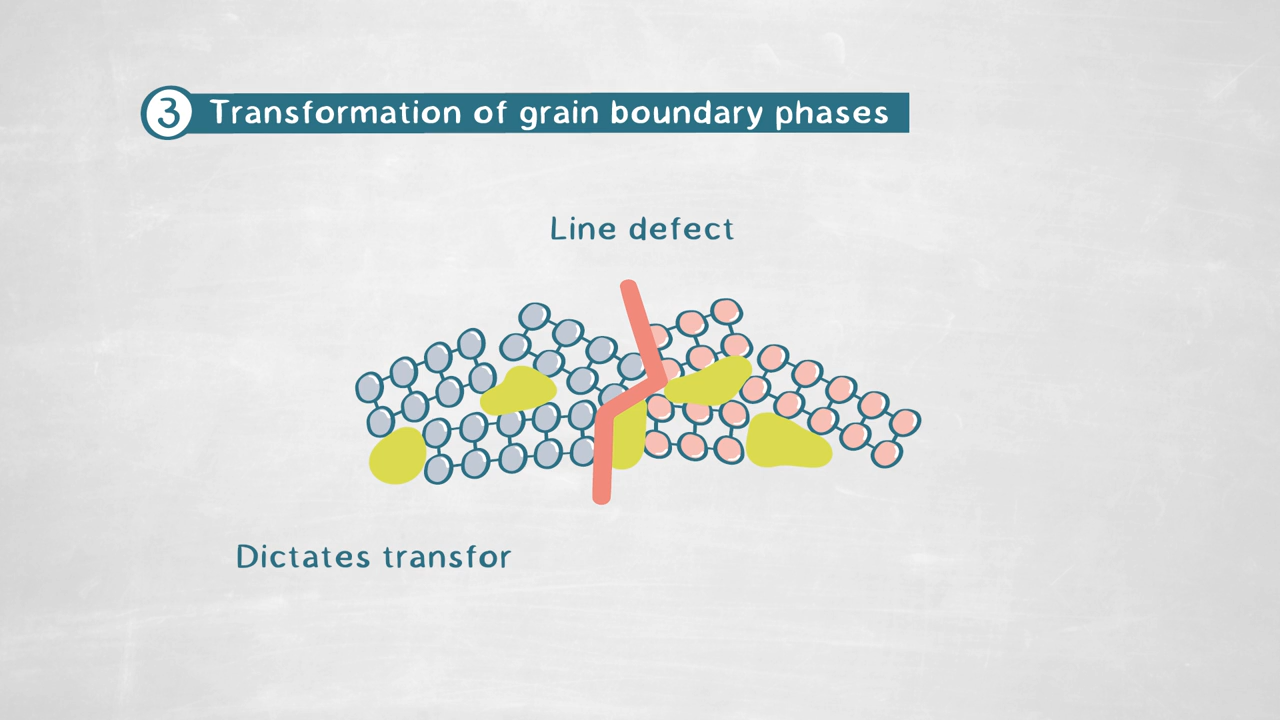 3 Transformation of grain boundary phases
Line defect
Dictates transfor